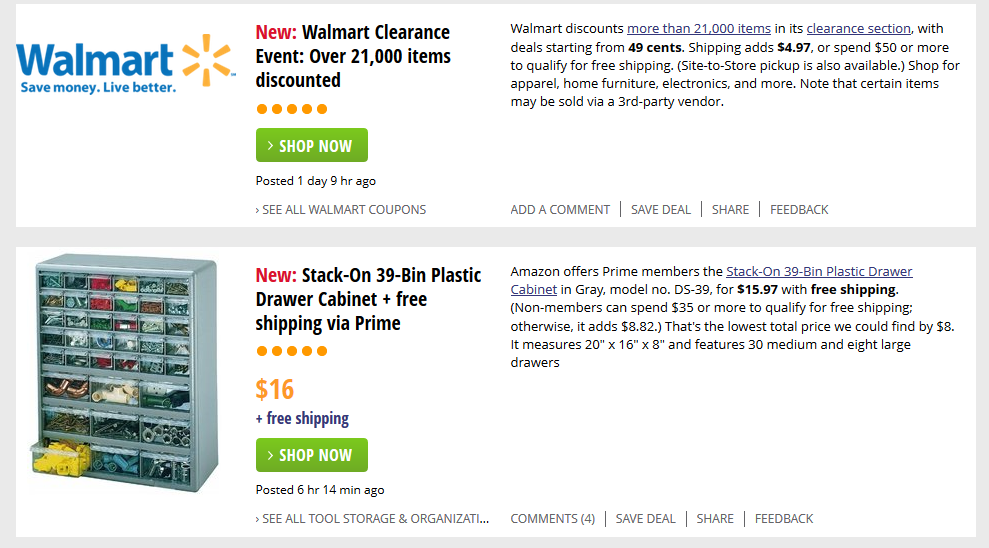 Walmart
Save money. Live better.
New: Walmart Clearance
Event: Over 21,000 items
discounted
› SHOP NOW
Posted 1 day 9 hr ago
› SEE ALL WALMART COUPONS
Walmart discounts more than 21,000 items in its clearance section, with
deals starting from 49 cents. Shipping adds $4.97, or spend $50 or more
to qualify for free shipping. (Site-to-Store pickup is also available.) Shop for
apparel, home furniture, electronics, and more. Note that certain items
may be sold via a 3rd-party vendor.
ADD A COMMENT | SAVE DEAL | SHARE | FEEDBACK
New: Stack-On 39-Bin Plastic
Drawer Cabinet + free
shipping via Prime
$16
+ free shipping
› SHOP NOW
Posted 6 hr 14 min ago
› SEE ALL TOOL STORAGE & ORGANIZATI...
Amazon offers Prime members the Stack-On 39-Bin Plastic Drawer
Cabinet in Gray, model no. DS-39, for $15.97 with free shipping.
(Non-members can spend $35 or more to qualify for free shipping;
otherwise, it adds $8.82.) That's the lowest total price we could find by $8.
It measures 20" x 16" x 8" and features 30 medium and eight large
drawers
COMMENTS (4) | SAVE DEAL | SHARE | FEEDBACK